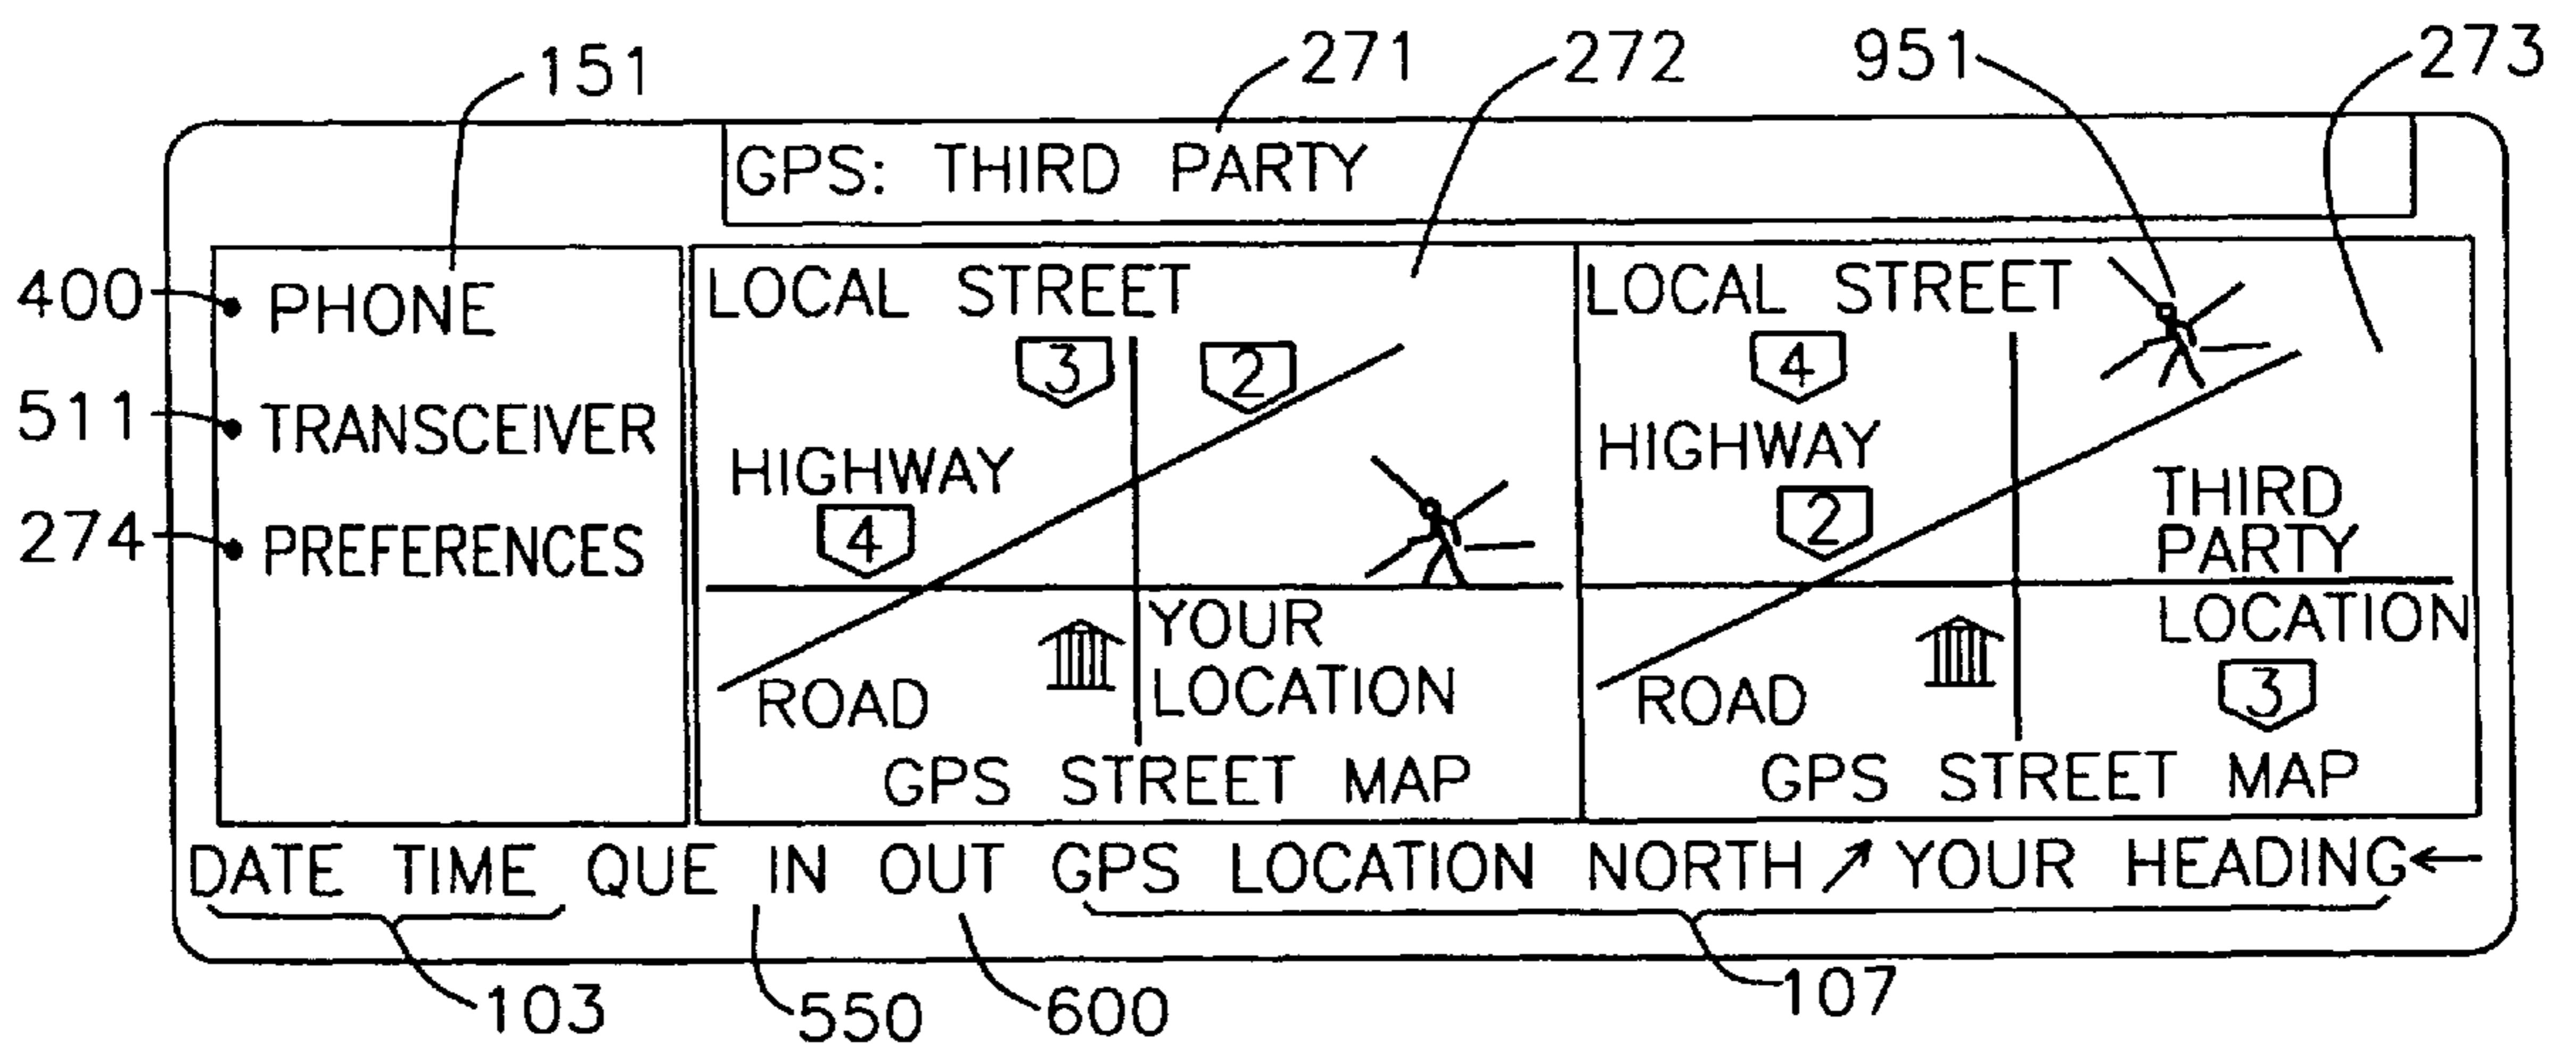 151
271
272
951
273
GPS: THIRD PARTY
400
PHONE
511
TRANSCEIVER
274
PREFERENCES
LOCAL STREET
3
2
HIGHWAY
4
YOUR
LOCATION
ROAD
GPS STREET MAP
LOCAL STREET
4
HIGHWAY
2
THIRD
PARTY
LOCATION
3
ROAD
GPS STREET MAP
DATE TIME QUE IN OUT GPS LOCATION NORTH ↗ YOUR HEADING ←
103
550
600
107